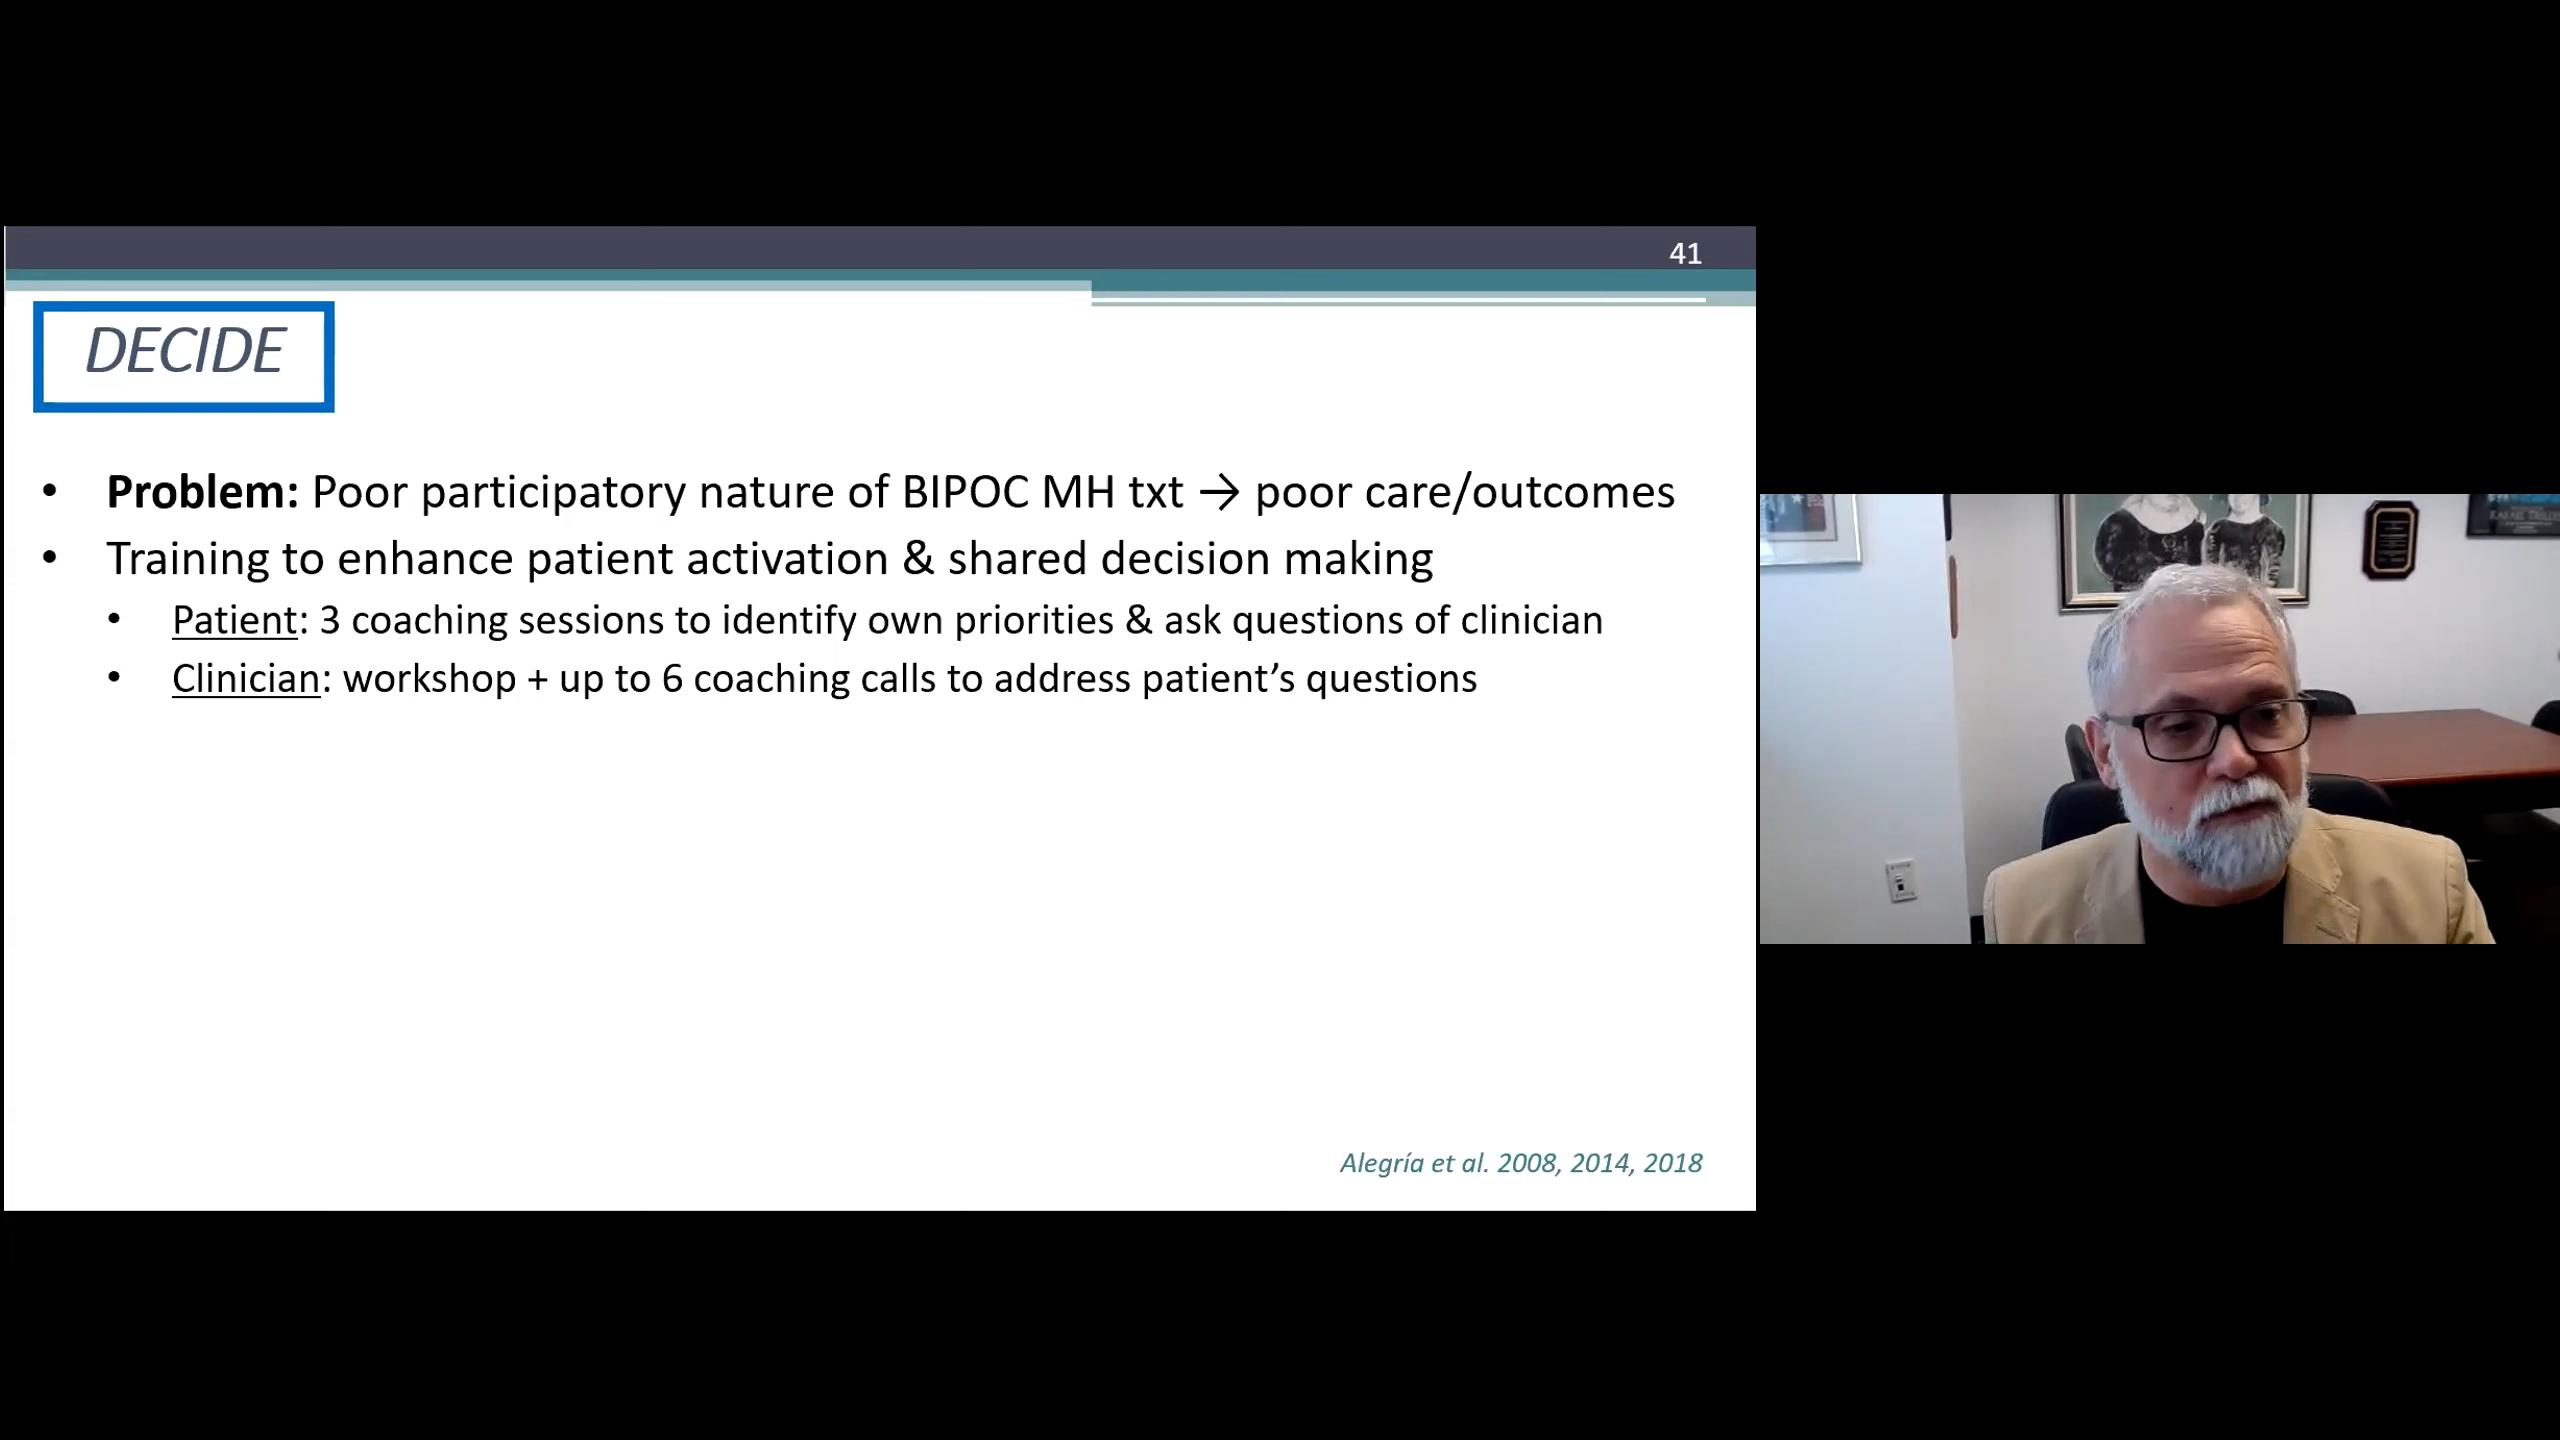 41
DECIDE
• Problem: Poor participatory nature of BIPOC MH txt → poor care/outcomes
• Training to enhance patient activation & shared decision making
• Patient: 3 coaching sessions to identify own priorities & ask questions of clinician
• Clinician: workshop + up to 6 coaching calls to address patient’s questions
Alegría et al. 2008, 2014, 2018